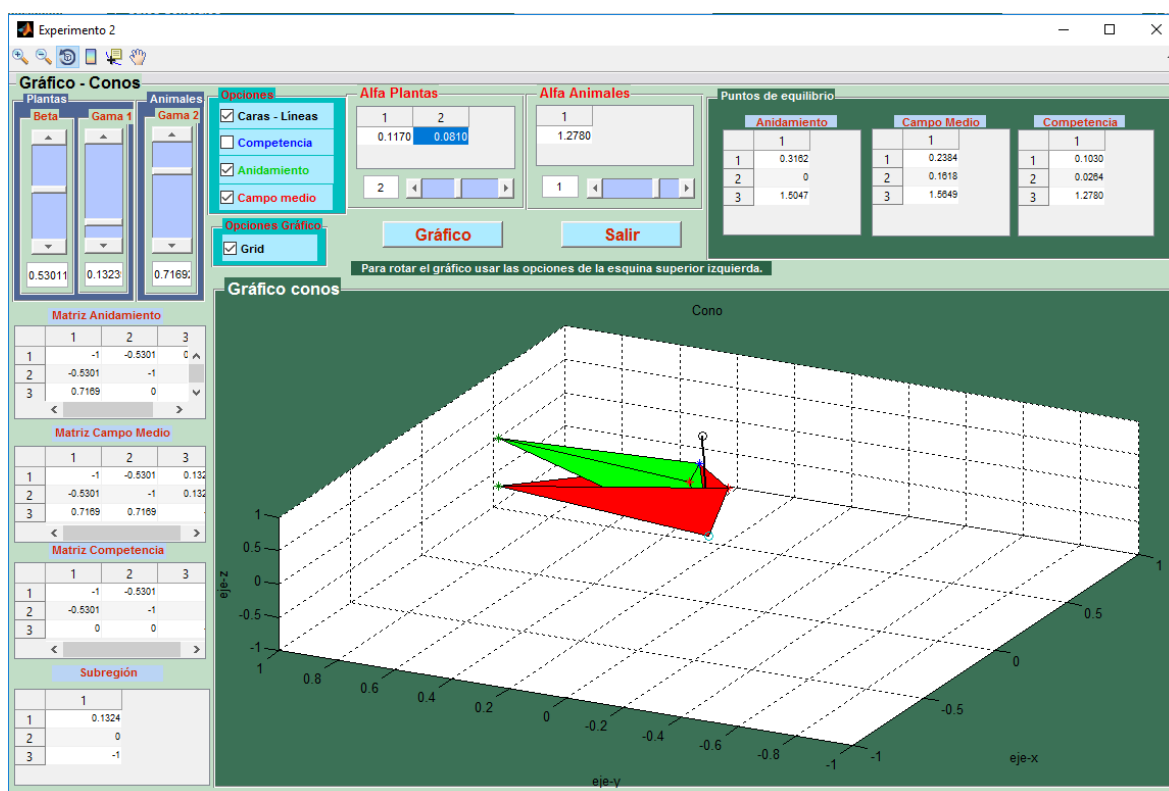 Experimento 2
Gráfico - Conos
Plantas
Beta Gama 1
0.53011 0.1323
Animales
Gama 2
0.7169
Opciones
Caras - Líneas
Competencia
Anidamiento
Campo medio
Opciones Gráfico
Grid
Alfa Plantas
1 2
0.1170 0.0810
2
Alfa Animales
1
1.2780
1
Gráfico
Salir
Puntos de equilibrio
Anidamiento
1
1 0.3162
2 0
3 1.5047
Campo Medio
1
1 0.2384
2 0.1618
3 1.5649
Competencia
1
1 0.1030
2 0.0264
3 1.2780
Para rotar el gráfico usar las opciones de la esquina superior izquierda.
Matriz Anidamiento
1 2 3
1 -1 -0.5301
2 -0.5301 -1
3 0.7169 0
Matriz Campo Medio
1 2 3
1 -1 -0.5301 0.132
2 -0.5301 -1 0.132
3 0.7169 0.7169
Matriz Competencia
1 2 3
1 -1 -0.5301
2 -0.5301 -1
3 0 0
Subregión
1
1 0.1324
2 0
3 -1
Gráfico conos
Cono
eje-z
1
0.5
0
-0.5
-1
eje-y
1 0.8 0.6 0.4 0.2 0 -0.2 -0.4 -0.6 -0.8 -1
eje-x
-1 -0.5 0 0.5 1